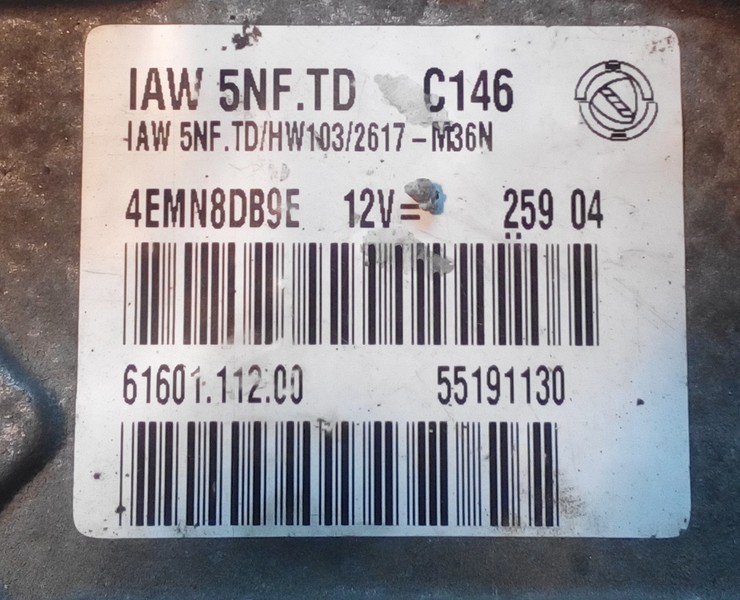 IAW 5NF.TD C146
IAW 5NF.TD/HW103/2617-M36N
4EMN8DB9E 12V= 259 04
61601.112.00 55191130